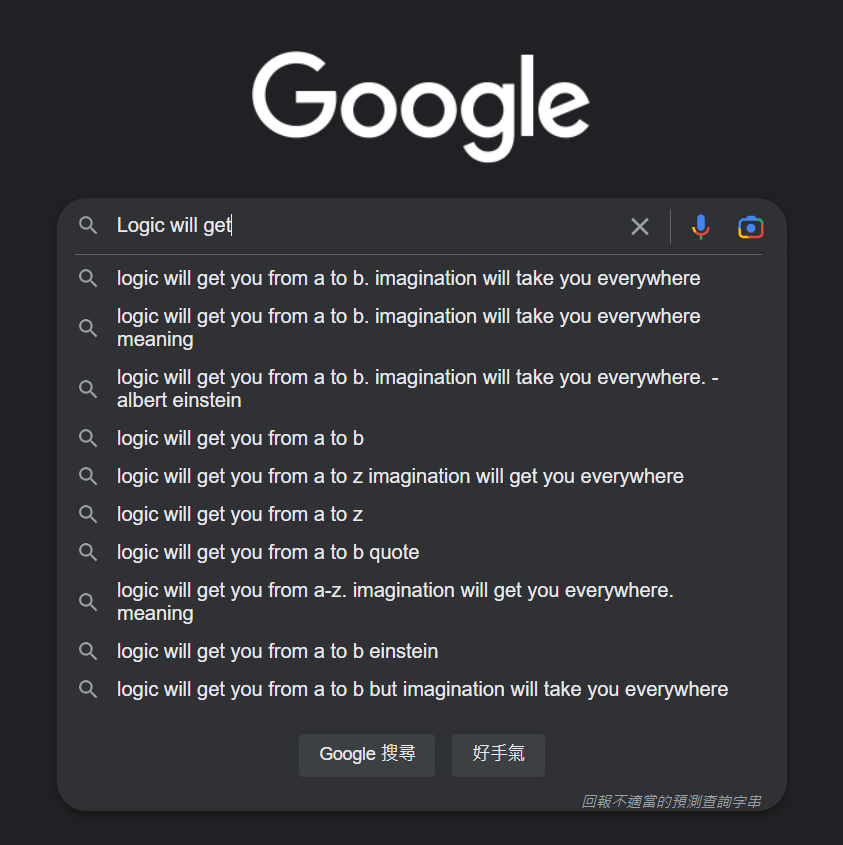 Google
Logic will get
logic will get you from a to b. imagination will take you everywhere
logic will get you from a to b. imagination will take you everywhere
meaning
logic will get you from a to b. imagination will take you everywhere. -
albert einstein
logic will get you from a to b
logic will get you from a to z imagination will get you everywhere
logic will get you from a to z
logic will get you from a to b quote
logic will get you from a-z. imagination will get you everywhere.
meaning
logic will get you from a to b einstein
logic will get you from a to b but imagination will take you everywhere
Google 搜尋 好手氣
回報不適當的預測查詢字串